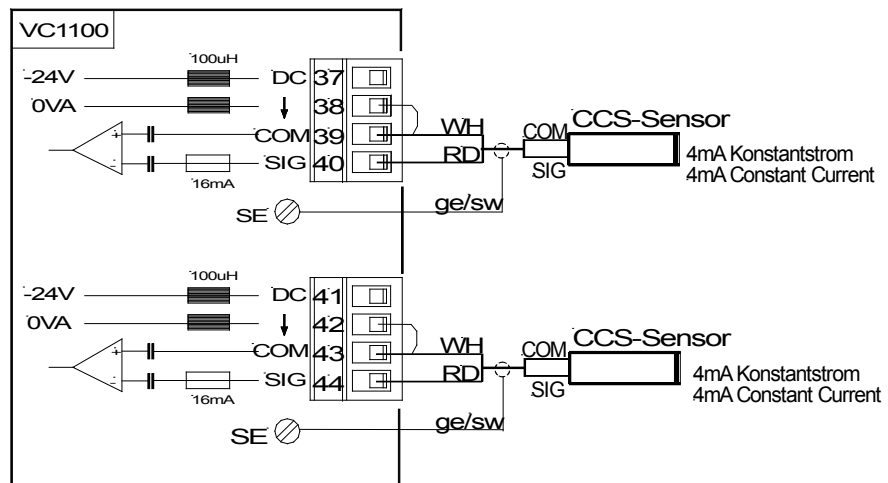 VC1100
100uH
-24V DC 37
0VA 38
+ COM 39 WH COM CCS-Sensor
- SIG 40 RD SIG 4mA Konstantstrom
16mA 4mA Constant Current
SE ge/sw
100uH
-24V DC 41
0VA 42
+ COM 43 WH COM CCS-Sensor
- SIG 44 RD SIG 4mA Konstantstrom
16mA 4mA Constant Current
SE ge/sw